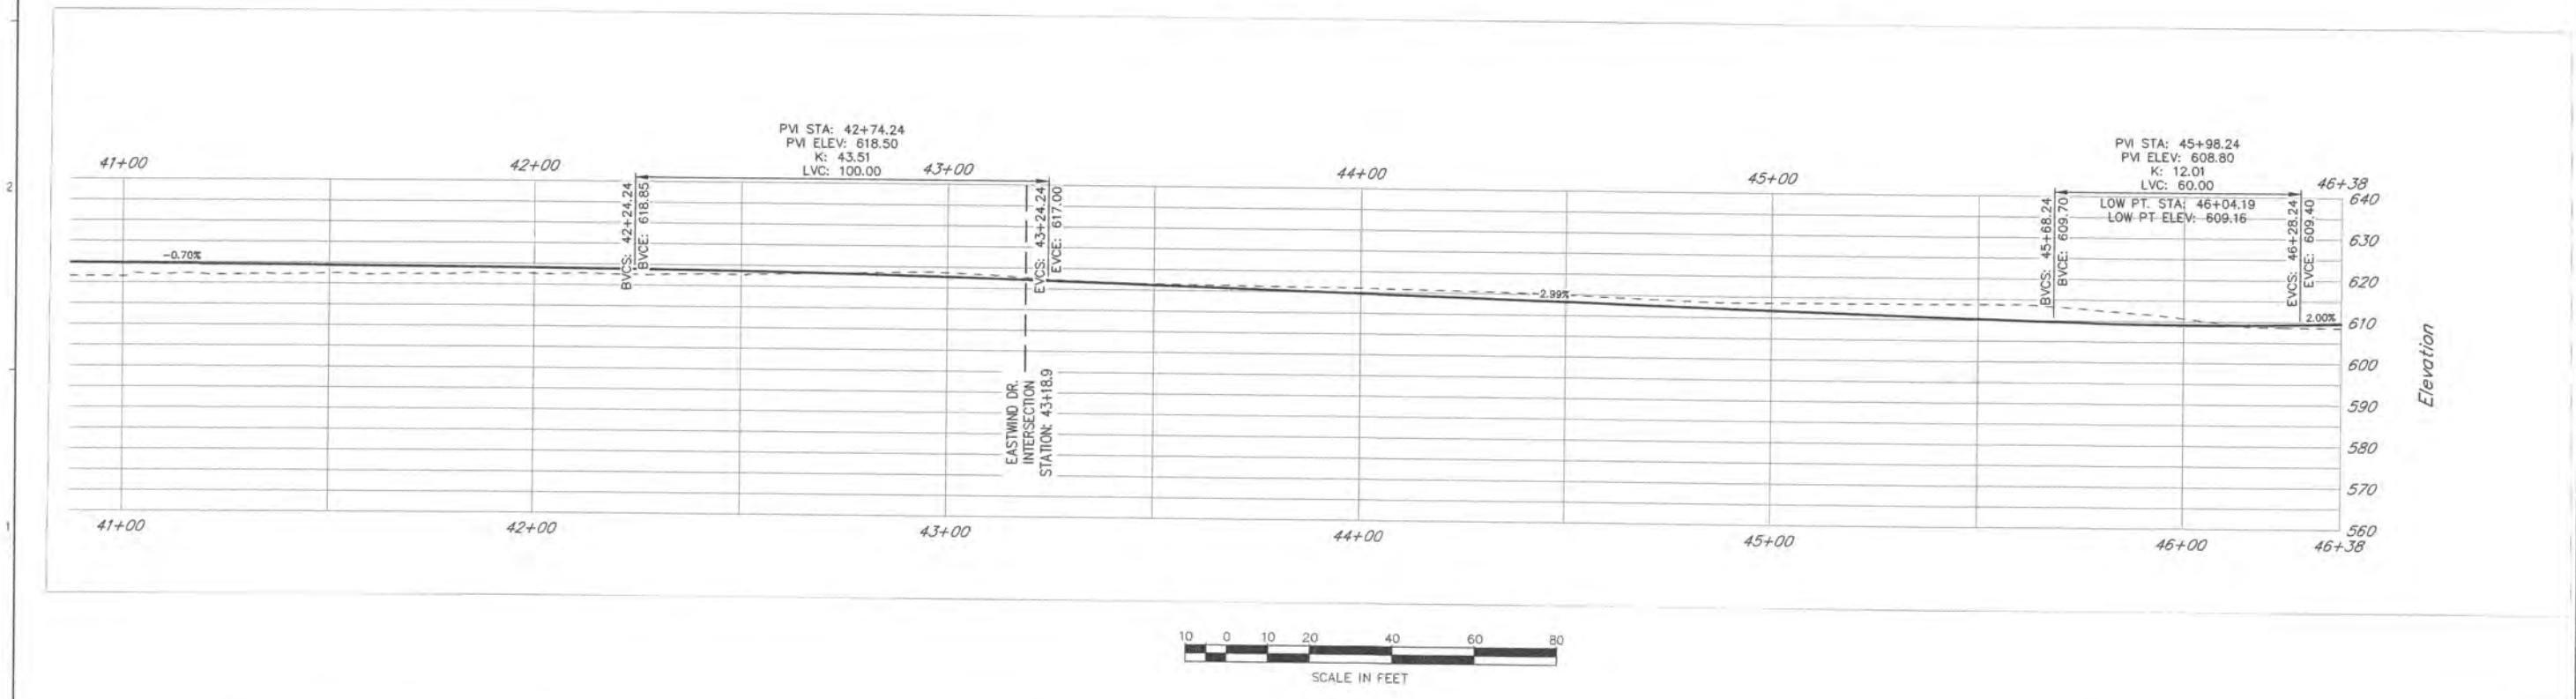 PVI STA: 42+74.24
PVI ELEV: 618.50
K: 43.51
LVC: 100.00
PVI STA: 45+98.24
PVI ELEV: 608.80
K: 12.01
LVC: 60.00
LOW PT. STA: 46+04.19
LOW PT ELEV: 609.16
41+00
42+00
43+00
44+00
45+00
46+38
BVCS: 42+24.24
BVCE: 618.85
EVCS: 43+24.24
EVCE: 617.00
BVCS: 45+68.24
BVCE: 609.70
EVCS: 46+28.24
EVCE: 609.40
-0.70%
-2.99%
2.00%
640
630
620
610
600
590
580
570
560
Elevation
EASTWIND DR.
INTERSECTION
STATION: 43+18.9
41+00
42+00
43+00
44+00
45+00
46+00
46+38
2
1
10 0 10 20 40 60 80
SCALE IN FEET